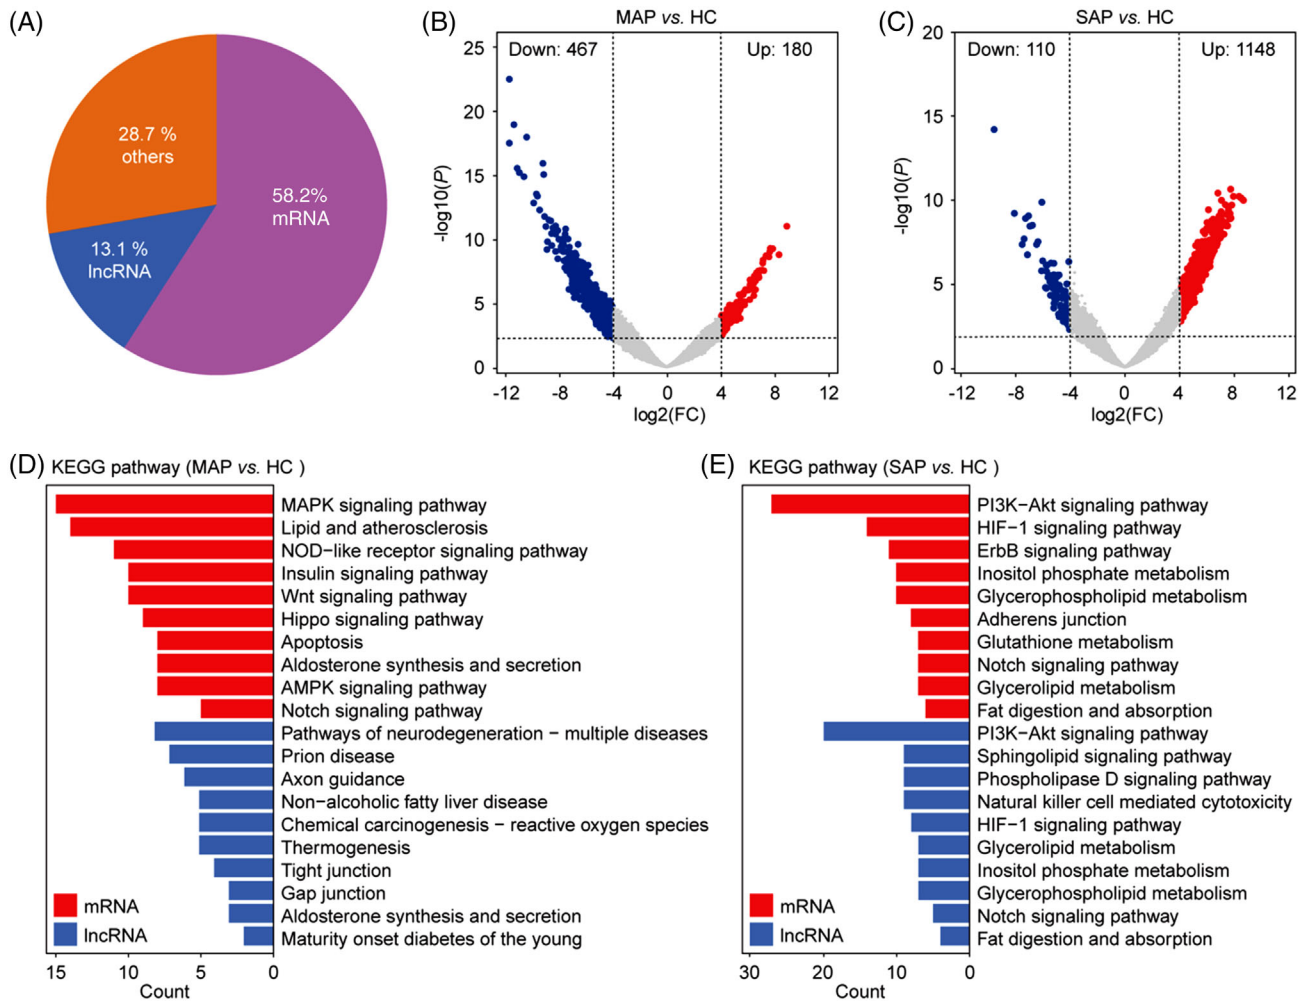 (A)
28.7 %
others
58.2%
mRNA
13.1 %
lncRNA
(B)
MAP vs. HC
Down: 467
Up: 180
25
20
15
10
5
0
-log10(P)
-12
-8
-4
0
4
8
12
log2(FC)
(C)
SAP vs. HC
Down: 110
Up: 1148
20
15
10
5
0
-log10(P)
-12
-8
-4
0
4
8
12
log2(FC)
(D)
KEGG pathway (MAP vs. HC )
MAPK signaling pathway
Lipid and atherosclerosis
NOD−like receptor signaling pathway
Insulin signaling pathway
Wnt signaling pathway
Hippo signaling pathway
Apoptosis
Aldosterone synthesis and secretion
AMPK signaling pathway
Notch signaling pathway
Pathways of neurodegeneration − multiple diseases
Prion disease
Axon guidance
Non−alcoholic fatty liver disease
Chemical carcinogenesis − reactive oxygen species
Thermogenesis
Tight junction
Gap junction
Aldosterone synthesis and secretion
Maturity onset diabetes of the young
mRNA
lncRNA
15
10
5
0
Count
(E)
KEGG pathway (SAP vs. HC )
PI3K−Akt signaling pathway
HIF−1 signaling pathway
ErbB signaling pathway
Inositol phosphate metabolism
Glycerophospholipid metabolism
Adherens junction
Glutathione metabolism
Notch signaling pathway
Glycerolipid metabolism
Fat digestion and absorption
PI3K−Akt signaling pathway
Sphingolipid signaling pathway
Phospholipase D signaling pathway
Natural killer cell mediated cytotoxicity
HIF−1 signaling pathway
Glycerolipid metabolism
Inositol phosphate metabolism
Glycerophospholipid metabolism
Notch signaling pathway
Fat digestion and absorption
mRNA
lncRNA
30
20
10
0
Count